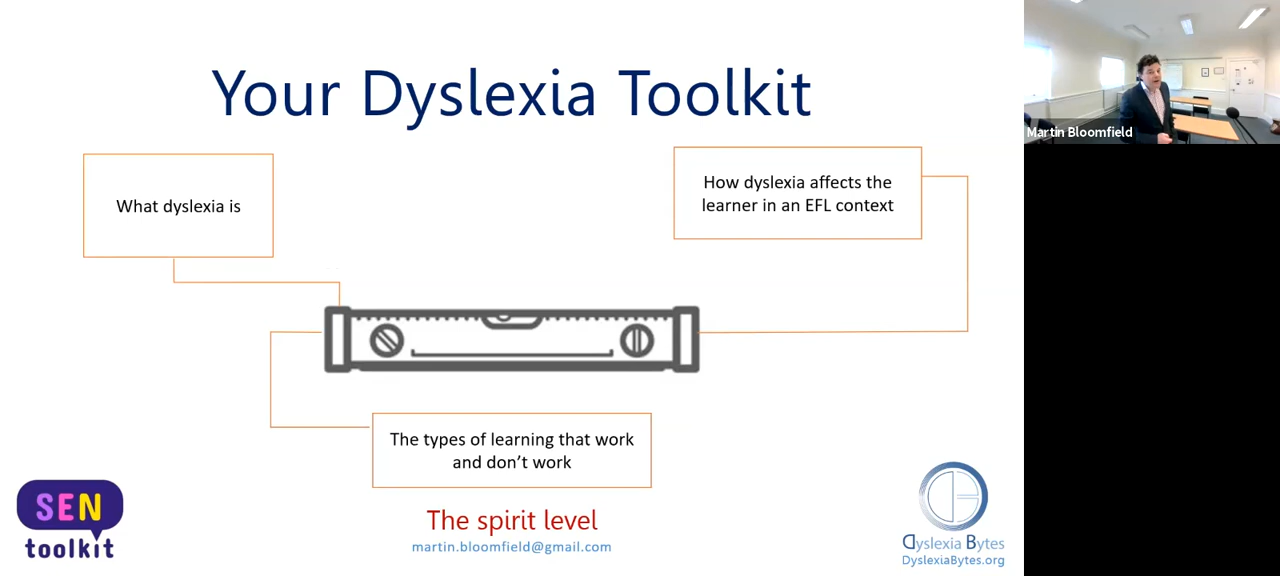 Your Dyslexia Toolkit
What dyslexia is
How dyslexia affects the
learner in an EFL context
The types of learning that work
and don't work
The spirit level
martin.bloomfield@gmail.com
SEN
toolkit
Dyslexia Bytes
DyslexiaBytes.org
Martin Bloomfield